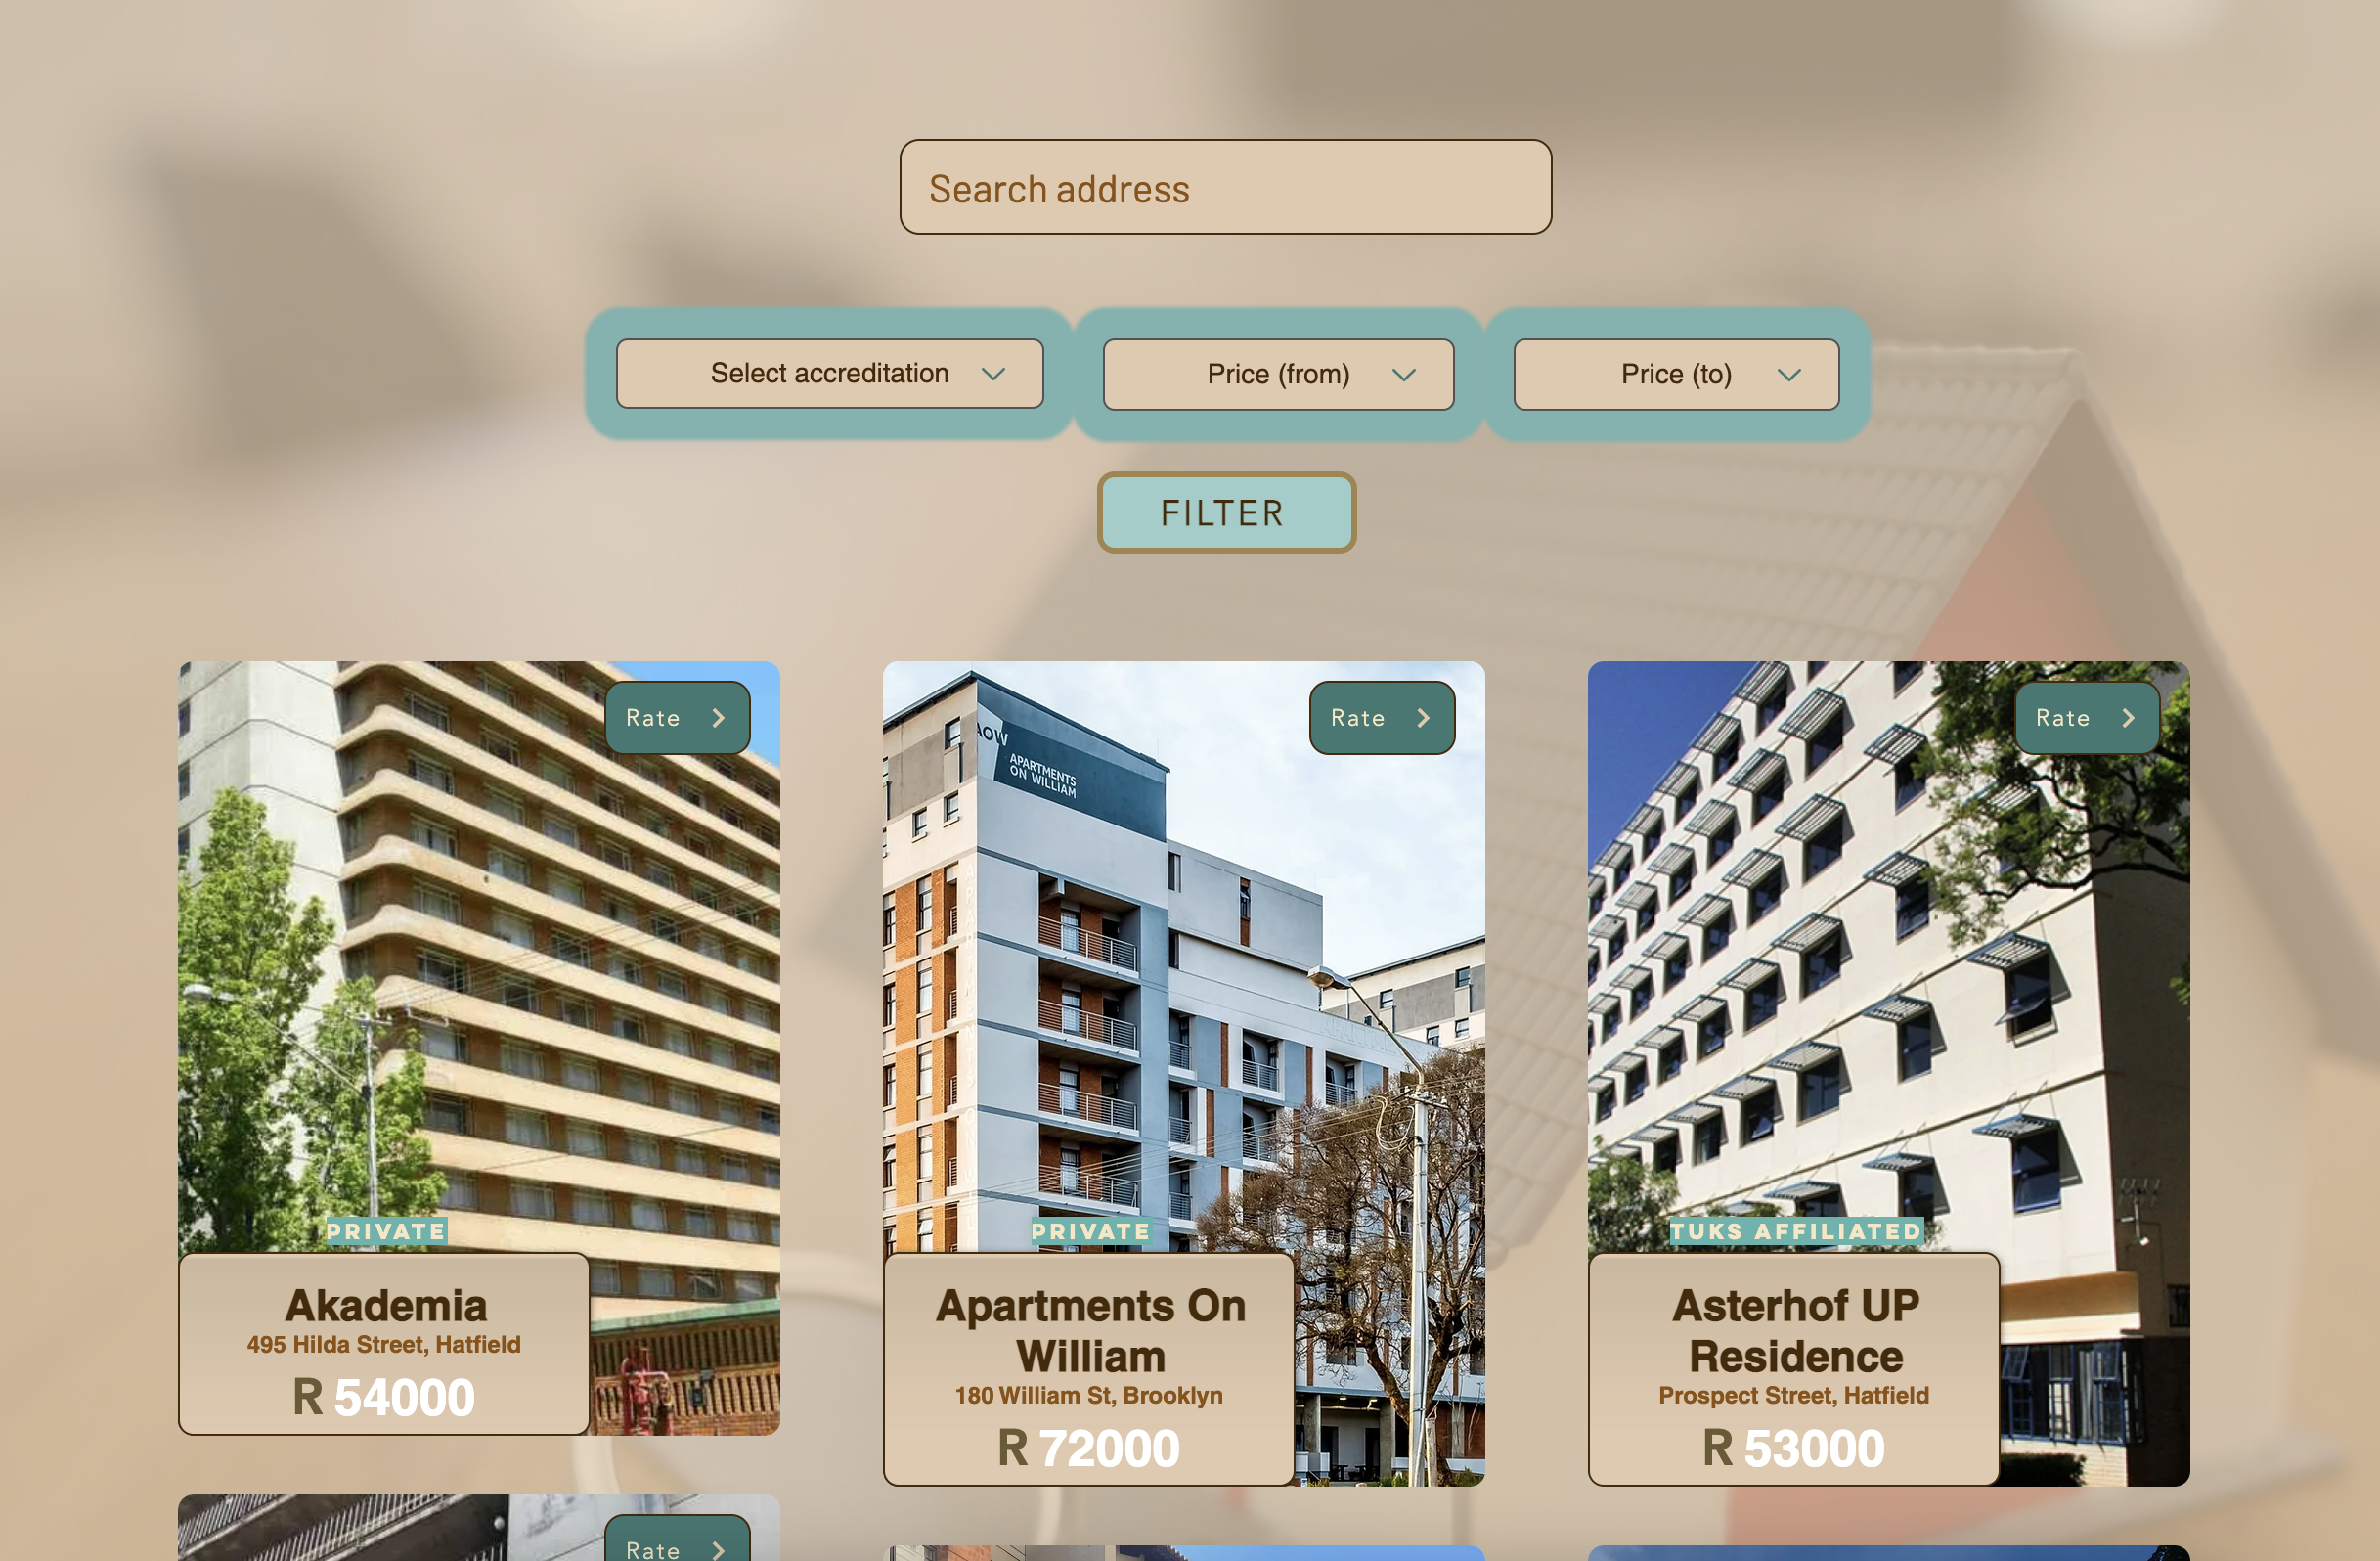 Search address
Select accreditation
Price (from)
Price (to)
FILTER
Rate
AOW
APARTMENTS
ON WILLIAM
PRIVATE
Akademia
495 Hilda Street, Hatfield
R 54000
Rate
PRIVATE
Apartments On
William
180 William St, Brooklyn
R 72000
Rate
TUKS AFFILIATED
Asterhof UP
Residence
Prospect Street, Hatfield
R 53000
Rate